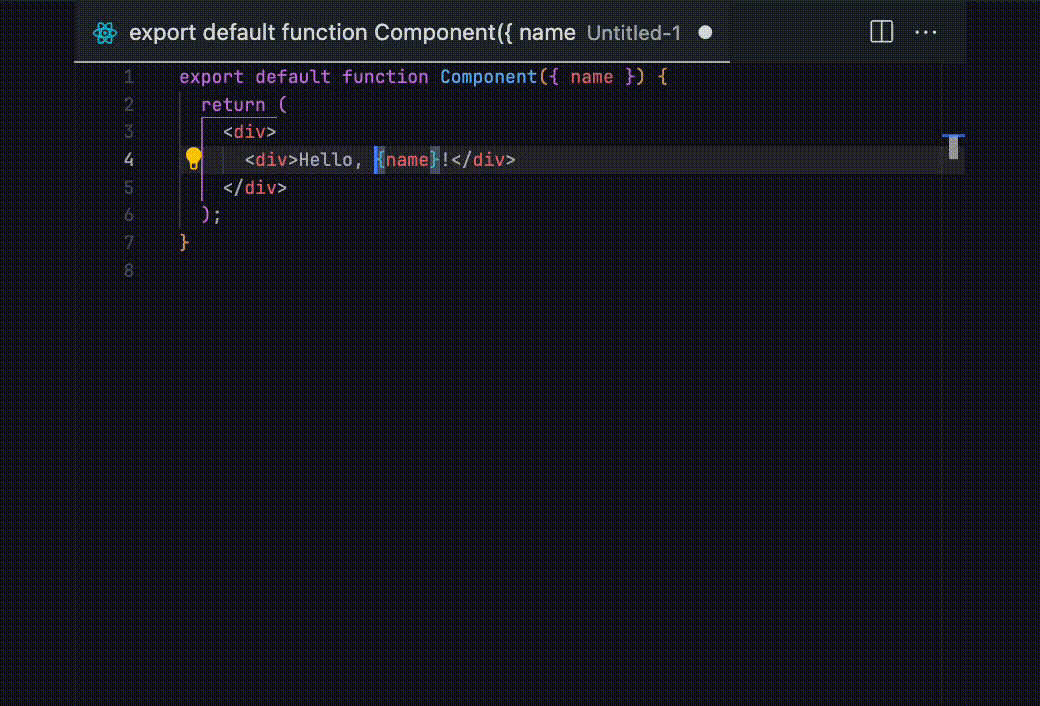 export default function Component({ name Untitled-1
1 export default function Component({ name }) {
2 return (
3 <div>
4 <div>Hello, {name}!</div>
5 </div>
6 );
7 }
8